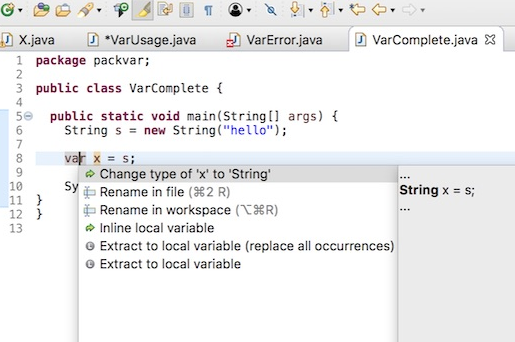 X.java
*VarUsage.java
VarError.java
VarComplete.java
1 package packvar;
2
3 public class VarComplete {
4
5 public static void main(String[] args) {
6 String s = new String("hello");
7
8 var x = s;
9
10 Sy
11 }
12 }
13
Change type of 'x' to 'String'
Rename in file (⌘2 R)
Rename in workspace (⌥⌘R)
Inline local variable
Extract to local variable (replace all occurrences)
Extract to local variable
...
String x = s;
...